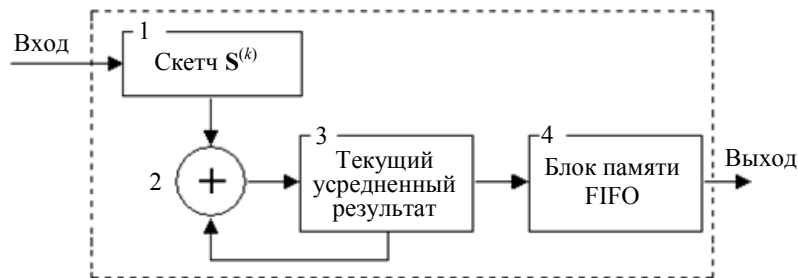 Вход
1
Скетч S^(k)
2
+
3
Текущий
усредненный
результат
4
Блок памяти
FIFO
Выход